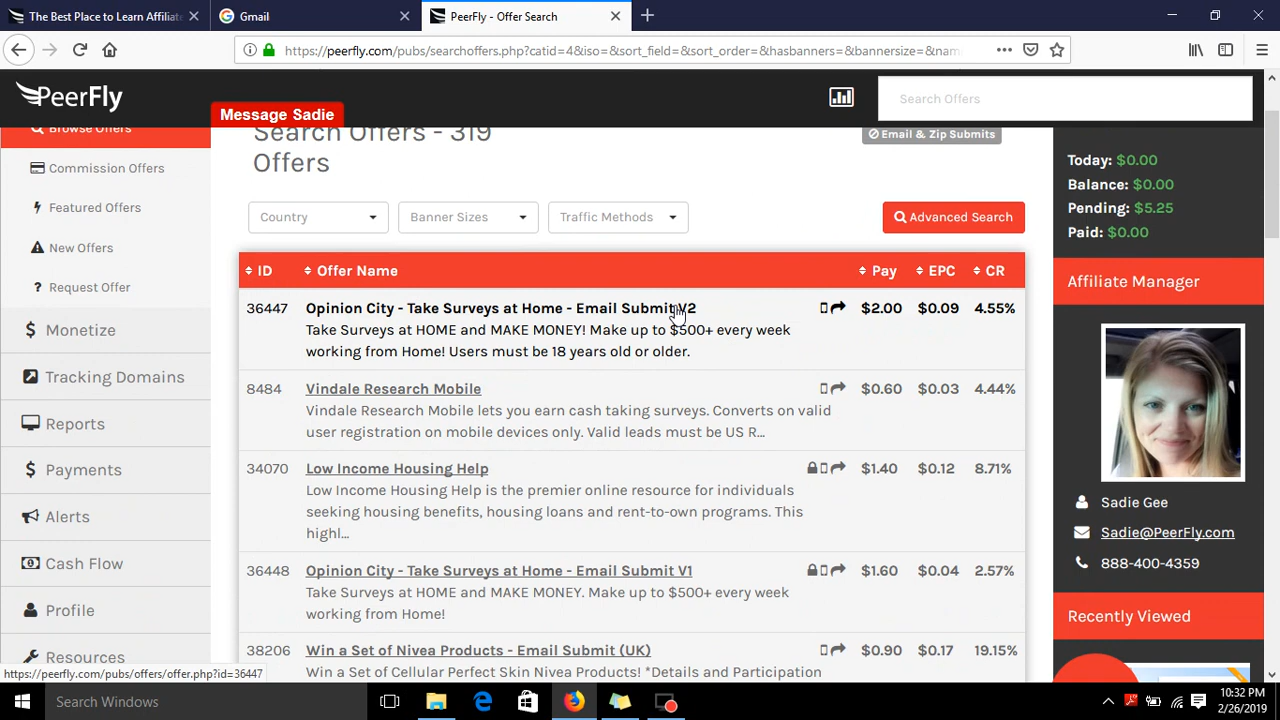 The Best Place to Learn Affiliate
Gmail
PeerFly - Offer Search
https://peerfly.com/pubs/searchoffers.php?catid=4&iso=&sort_field=&sort_order=&hasbanners=&bannersize=&nam
PeerFly
Message Sadie
Search Offers
Browse Offers
Commission Offers
Featured Offers
New Offers
Request Offer
Monetize
Tracking Domains
Reports
Payments
Alerts
Cash Flow
Profile
Resources
Search Offers - 319
Offers
Email & Zip Submits
Country
Banner Sizes
Traffic Methods
Advanced Search
ID Offer Name Pay EPC CR
36447 Opinion City - Take Surveys at Home - Email Submit V2 $2.00 $0.09 4.55%
Take Surveys at HOME and MAKE MONEY! Make up to $500+ every week
working from Home! Users must be 18 years old or older.
8484 Vindale Research Mobile $0.60 $0.03 4.44%
Vindale Research Mobile lets you earn cash taking surveys. Converts on valid
user registration on mobile devices only. Valid leads must be US R...
34070 Low Income Housing Help $1.40 $0.12 8.71%
Low Income Housing Help is the premier online resource for individuals
seeking housing benefits, housing loans and rent-to-own programs. This
highl...
36448 Opinion City - Take Surveys at Home - Email Submit V1 $1.60 $0.04 2.57%
Take Surveys at HOME and MAKE MONEY. Make up to $500+ every week
working from Home!
38206 Win a Set of Nivea Products - Email Submit (UK) $0.90 $0.17 19.15%
Win a Set of Cellular Perfect Skin Nivea Products! *Details and Participation
Today: $0.00
Balance: $0.00
Pending: $5.25
Paid: $0.00
Affiliate Manager
Sadie Gee
Sadie@PeerFly.com
888-400-4359
Recently Viewed
https://peerfly.com/pubs/offers/offer.php?id=36447
Search Windows
10:32 PM
2/26/2019